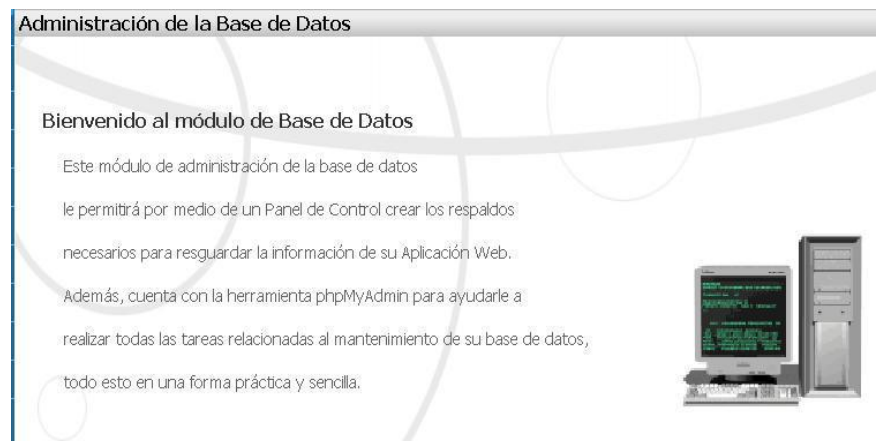 Administración de la Base de Datos
Bienvenido al módulo de Base de Datos
Este módulo de administración de la base de datos
le permitirá por medio de un Panel de Control crear los respaldos
necesarios para resguardar la información de su Aplicación Web.
Además, cuenta con la herramienta phpMyAdmin para ayudarle a
realizar todas las tareas relacionadas al mantenimiento de su base de datos,
todo esto en una forma práctica y sencilla.